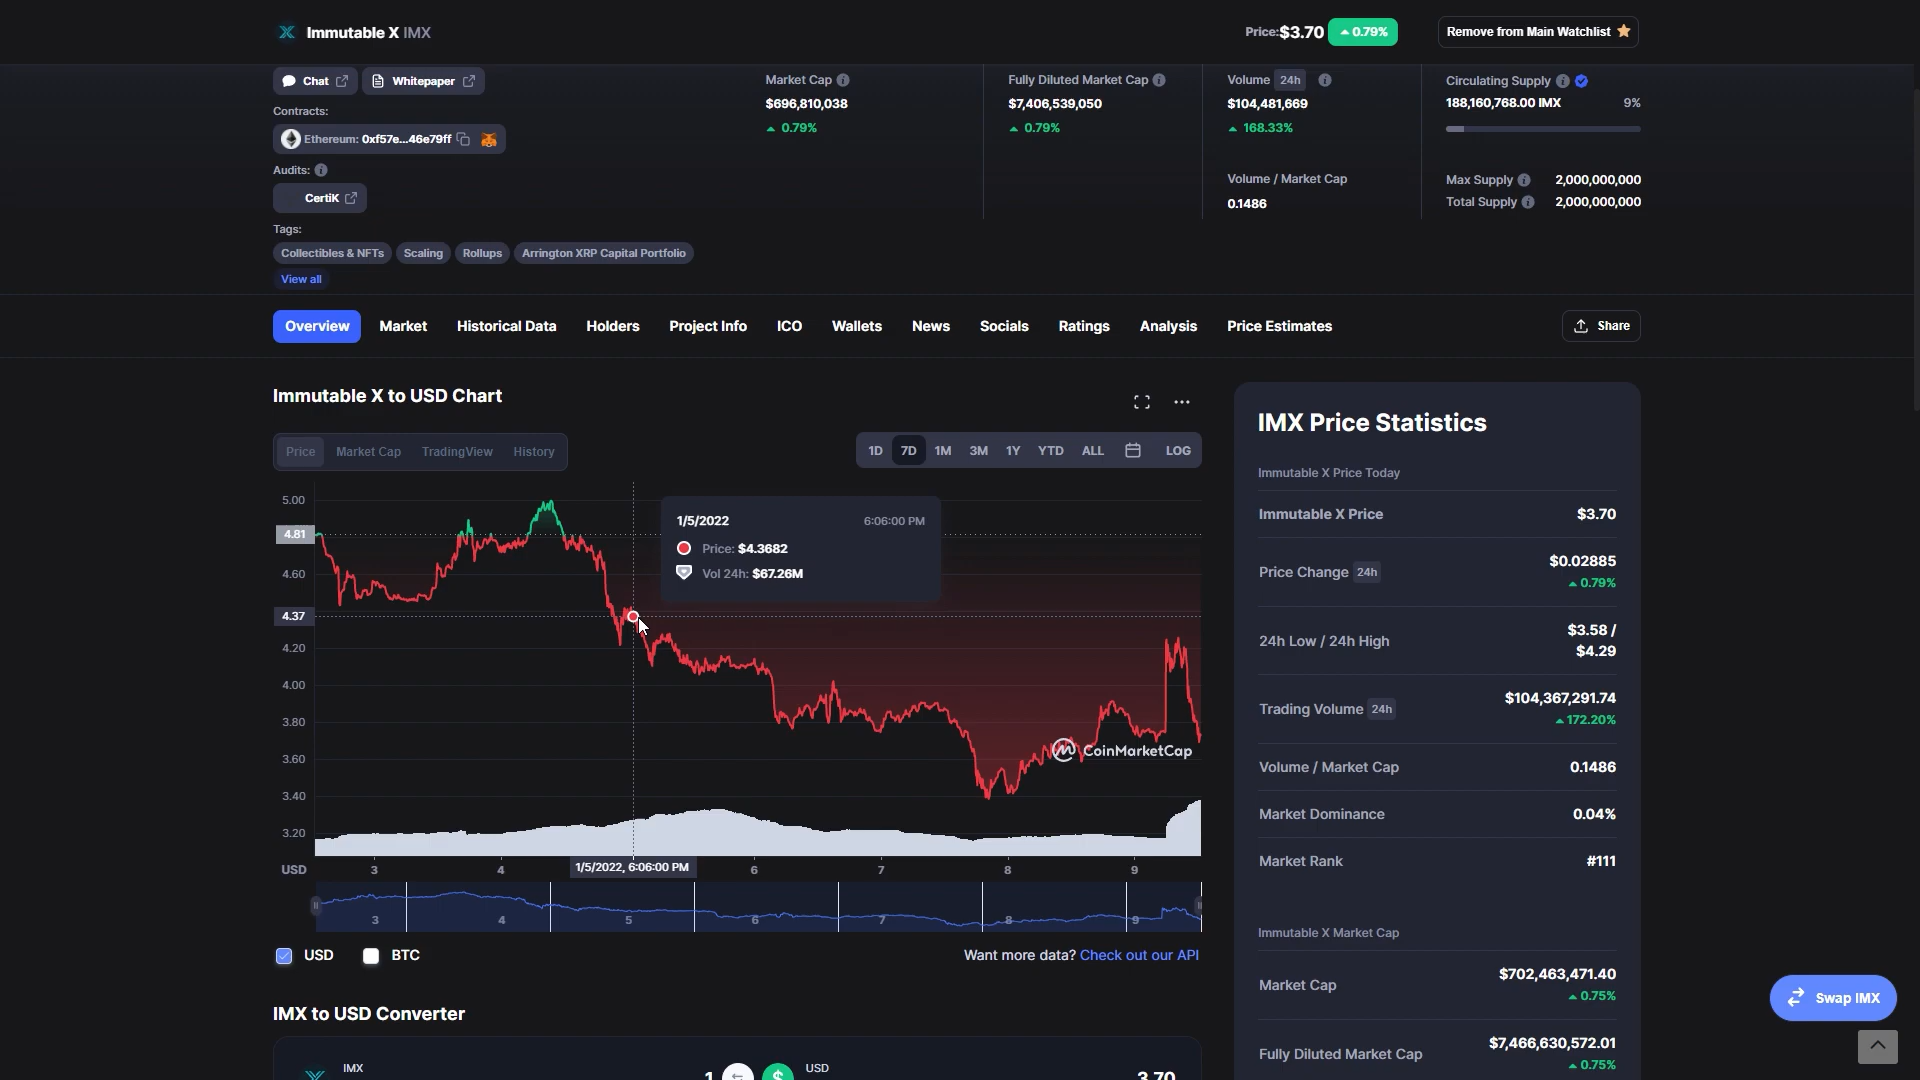 Immutable X IMX
Price:$3.70 0.79%
Remove from Main Watchlist
Chat Whitepaper
Contracts:
Ethereum: 0xf57e...46e79ff
Audits:
CertiK
Tags:
Collectibles & NFTs Scaling Rollups Arrington XRP Capital Portfolio
View all
Market Cap
$696,810,038
0.79%
Fully Diluted Market Cap
$7,406,539,050
0.79%
Volume 24h
$104,481,669
168.33%
Volume / Market Cap
0.1486
Circulating Supply
188,160,768.00 IMX 9%
Max Supply 2,000,000,000
Total Supply 2,000,000,000
Overview Market Historical Data Holders Project Info ICO Wallets News Socials Ratings Analysis Price Estimates Share
Immutable X to USD Chart
Price Market Cap TradingView History
1D 7D 1M 3M 1Y YTD ALL LOG
5.00
4.81
4.60
4.37
4.20
4.00
3.80
3.60
3.40
3.20
1/5/2022 6:06:00 PM
Price: $4.3682
Vol 24h: $67.26M
CoinMarketCap
USD 3 4 1/5/2022, 6:06:00 PM 6 7 8 9
3 4 5 6 7 8 9
USD BTC
Want more data? Check out our API
IMX to USD Converter
IMX
1
USD
3.70
IMX Price Statistics
Immutable X Price Today
Immutable X Price $3.70
Price Change 24h $0.02885
0.79%
24h Low / 24h High $3.58 /
$4.29
Trading Volume 24h $104,367,291.74
172.20%
Volume / Market Cap 0.1486
Market Dominance 0.04%
Market Rank #111
Immutable X Market Cap
Market Cap $702,463,471.40
0.75%
Fully Diluted Market Cap $7,466,630,572.01
0.75%
Swap IMX